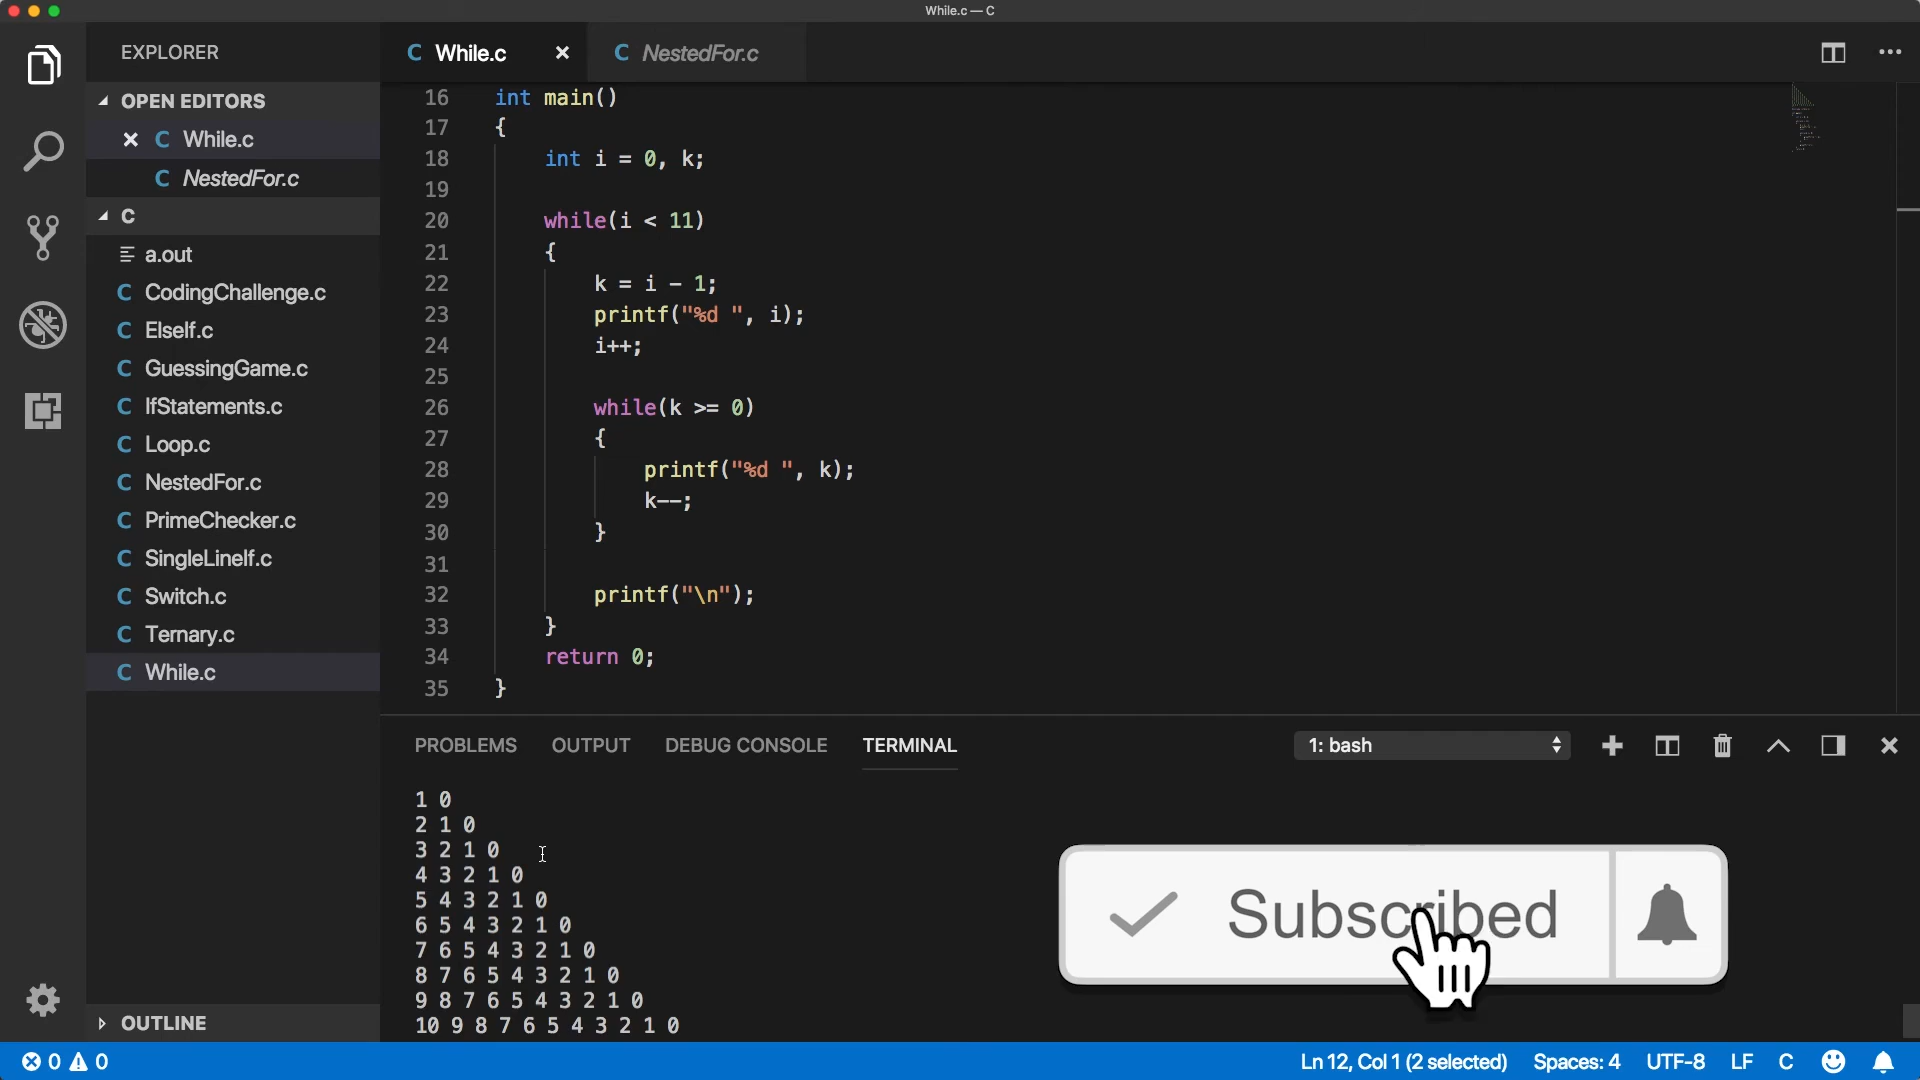 While.c — C
EXPLORER
OPEN EDITORS
While.c
NestedFor.c
C
a.out
CodingChallenge.c
ElseIf.c
GuessingGame.c
IfStatements.c
Loop.c
NestedFor.c
PrimeChecker.c
SingleLineIf.c
Switch.c
Ternary.c
While.c
OUTLINE
While.c
NestedFor.c
16 int main()
17 {
18 int i = 0, k;
19
20 while(i < 11)
21 {
22 k = i - 1;
23 printf("%d ", i);
24 i++;
25
26 while(k >= 0)
27 {
28 printf("%d ", k);
29 k--;
30 }
31
32 printf("\n");
33 }
34 return 0;
35 }
PROBLEMS OUTPUT DEBUG CONSOLE TERMINAL 1: bash
1 0
2 1 0
3 2 1 0
4 3 2 1 0
5 4 3 2 1 0
6 5 4 3 2 1 0
7 6 5 4 3 2 1 0
8 7 6 5 4 3 2 1 0
9 8 7 6 5 4 3 2 1 0
10 9 8 7 6 5 4 3 2 1 0
Subscribed
0 0 Ln 12, Col 1 (2 selected) Spaces: 4 UTF-8 LF C